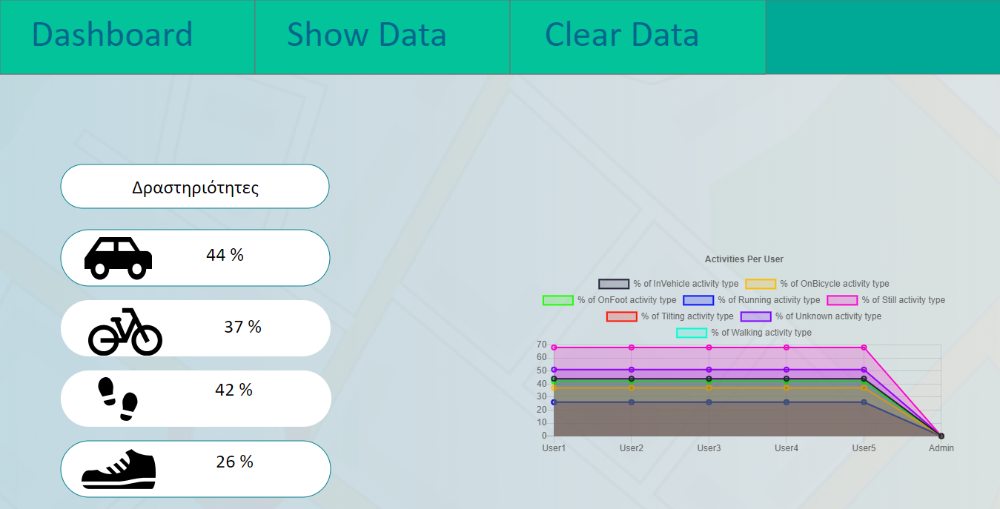 Dashboard Show Data Clear Data
Δραστηριότητες
44 %
37 %
42 %
26 %
Activities Per User
% of InVehicle activity type % of OnBicycle activity type
% of OnFoot activity type % of Running activity type % of Still activity type
% of Tilting activity type % of Unknown activity type
% of Walking activity type
70
60
50
40
30
20
10
0
User1 User2 User3 User4 User5 Admin